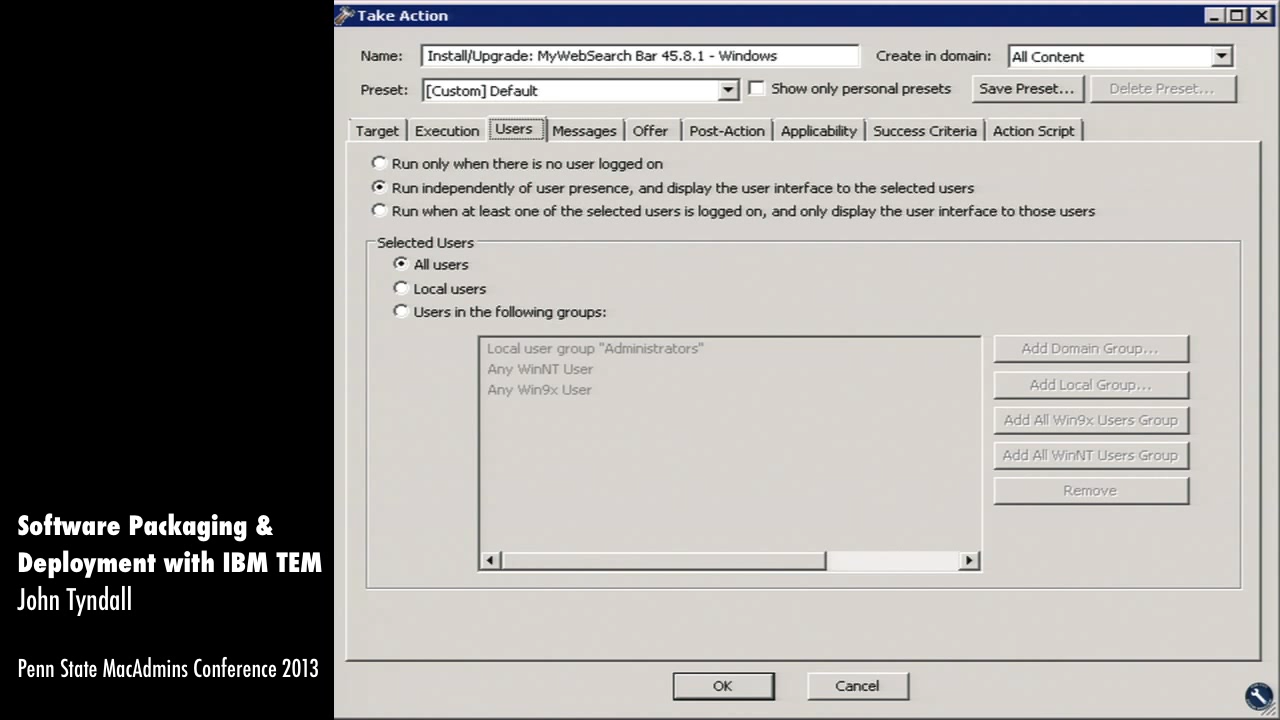 Take Action
Name: Install/Upgrade: MyWebSearch Bar 45.8.1 - Windows Create in domain: All Content
Preset: [Custom] Default Show only personal presets Save Preset... Delete Preset...
Target Execution Users Messages Offer Post-Action Applicability Success Criteria Action Script
Run only when there is no user logged on
Run independently of user presence, and display the user interface to the selected users
Run when at least one of the selected users is logged on, and only display the user interface to those users
Selected Users
All users
Local users
Users in the following groups:
Local user group "Administrators"
Any WinNT User
Any Win9x User
Add Domain Group...
Add Local Group...
Add All Win9x Users Group
Add All WinNT Users Group
Remove
OK Cancel
Software Packaging &
Deployment with IBM TEM
John Tyndall
Penn State MacAdmins Conference 2013